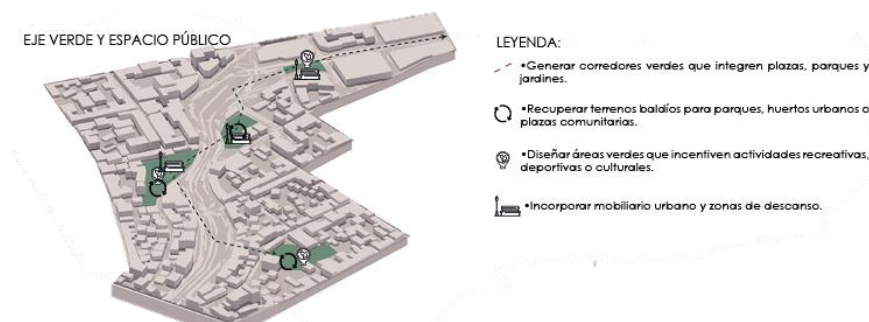 EJE VERDE Y ESPACIO PÚBLICO
LEYENDA:
•Generar corredores verdes que integren plazas, parques y
jardines.
•Recuperar terrenos baldíos para parques, huertos urbanos o
plazas comunitarias.
•Diseñar áreas verdes que incentiven actividades recreativas,
deportivas o culturales.
•Incorporar mobiliario urbano y zonas de descanso.